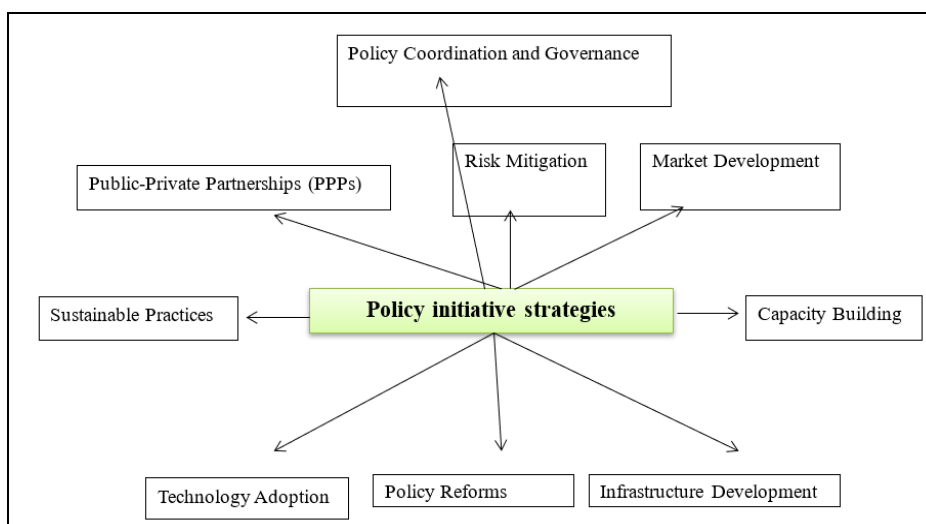 Policy Coordination and Governance
Risk Mitigation
Market Development
Public-Private Partnerships (PPPs)
Policy initiative strategies
Sustainable Practices
Capacity Building
Technology Adoption
Policy Reforms
Infrastructure Development